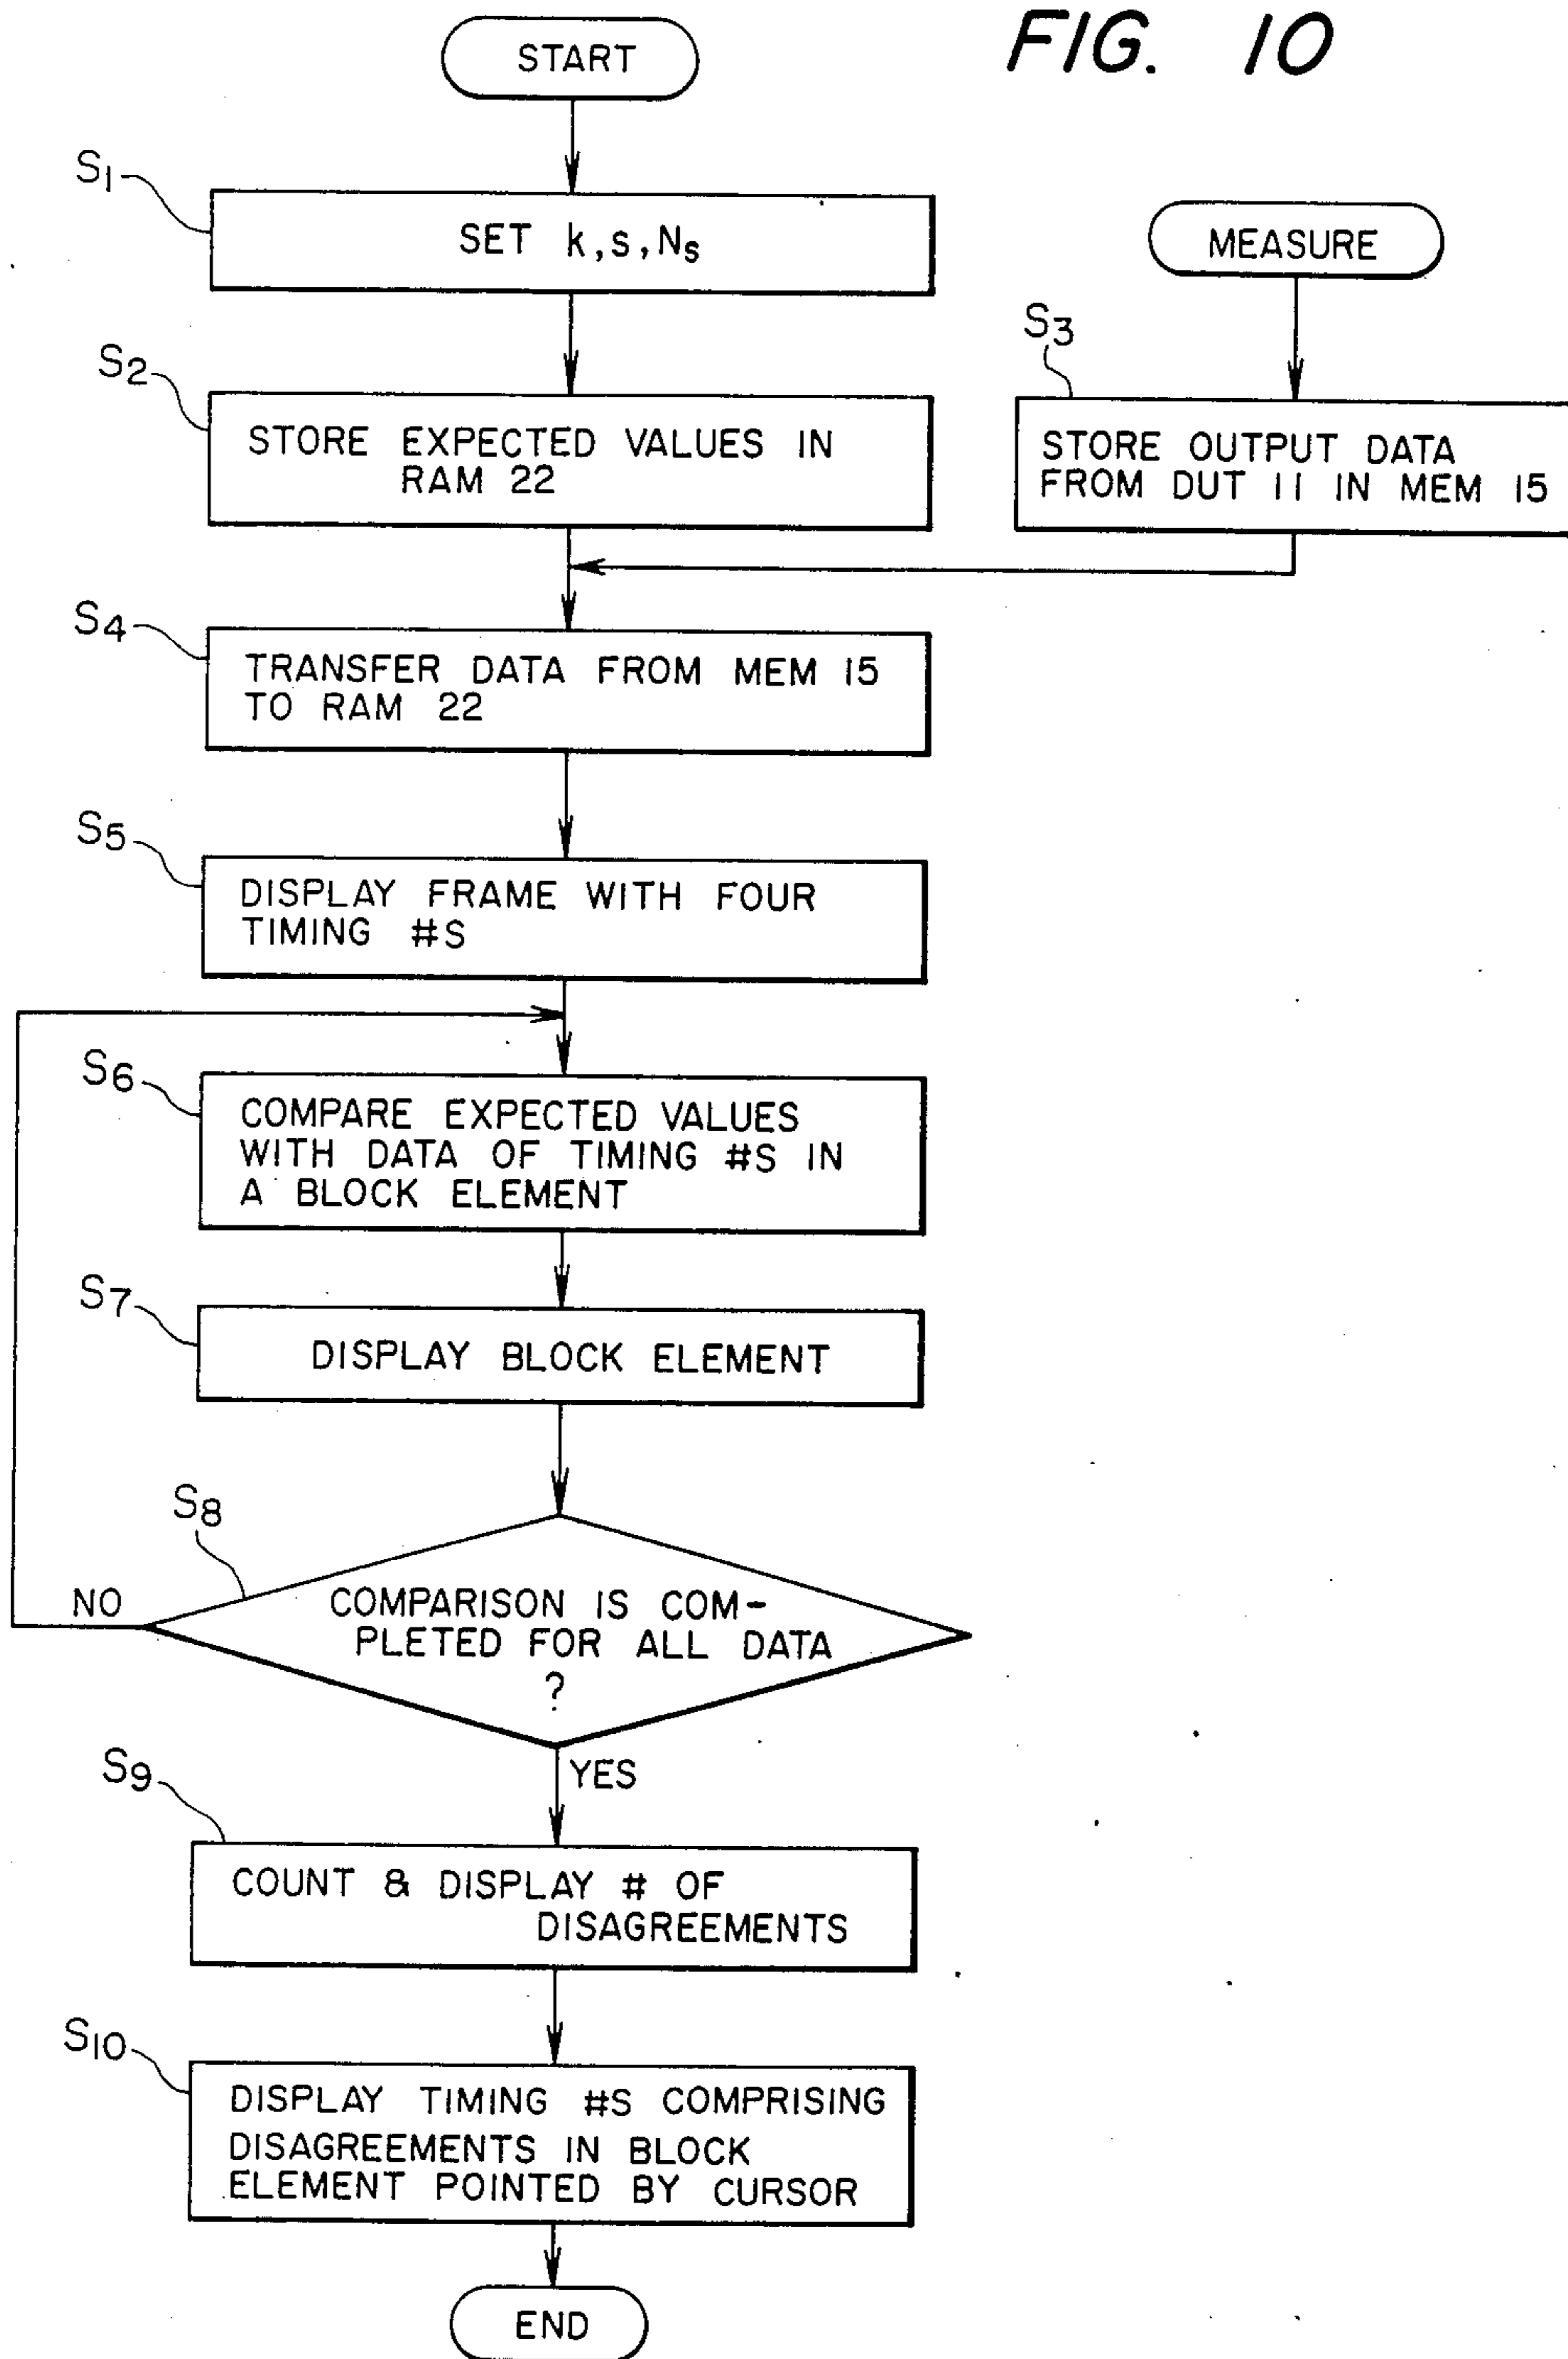 FIG. 10
START
S1
SET k,s,Ns
MEASURE
S2
STORE EXPECTED VALUES IN
RAM 22
S3
STORE OUTPUT DATA
FROM DUT 11 IN MEM 15
S4
TRANSFER DATA FROM MEM 15
TO RAM 22
S5
DISPLAY FRAME WITH FOUR
TIMING #S
S6
COMPARE EXPECTED VALUES
WITH DATA OF TIMING #S IN
A BLOCK ELEMENT
S7
DISPLAY BLOCK ELEMENT
S8
NO
COMPARISON IS COM-
PLETED FOR ALL DATA
?
YES
S9
COUNT & DISPLAY # OF
DISAGREEMENTS
S10
DISPLAY TIMING #S COMPRISING
DISAGREEMENTS IN BLOCK
ELEMENT POINTED BY CURSOR
END